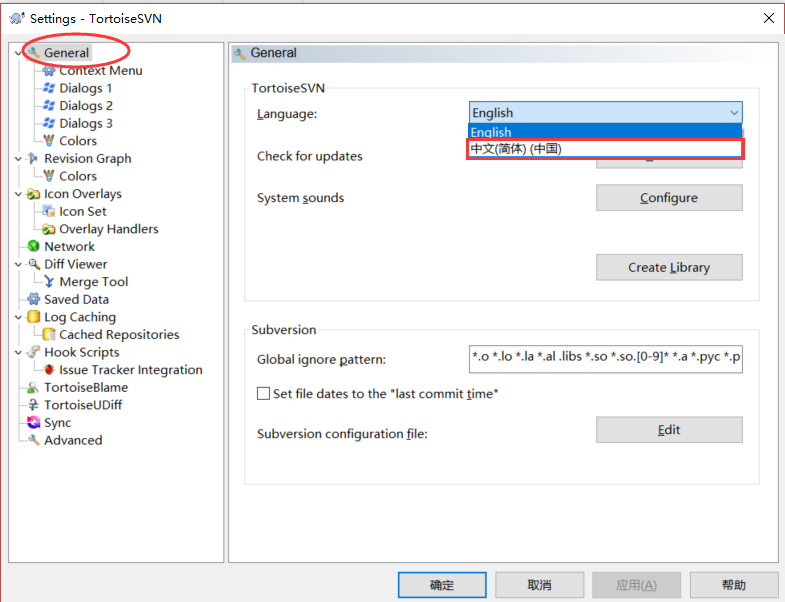 Settings - TortoiseSVN
General
Context Menu
Dialogs 1
Dialogs 2
Dialogs 3
Colors
Revision Graph
Colors
Icon Overlays
Icon Set
Overlay Handlers
Network
Diff Viewer
Merge Tool
Saved Data
Log Caching
Cached Repositories
Hook Scripts
Issue Tracker Integration
TortoiseBlame
TortoiseUDiff
Sync
Advanced
General
TortoiseSVN
Language:
English
English
中文(简体) (中国)
Check for updates
System sounds
Configure
Create Library
Subversion
Global ignore pattern:
*.o *.lo *.la *.al .libs *.so *.so.[0-9]* *.a *.pyc *.p
Set file dates to the "last commit time"
Subversion configuration file:
Edit
确定
取消
应用(A)
帮助